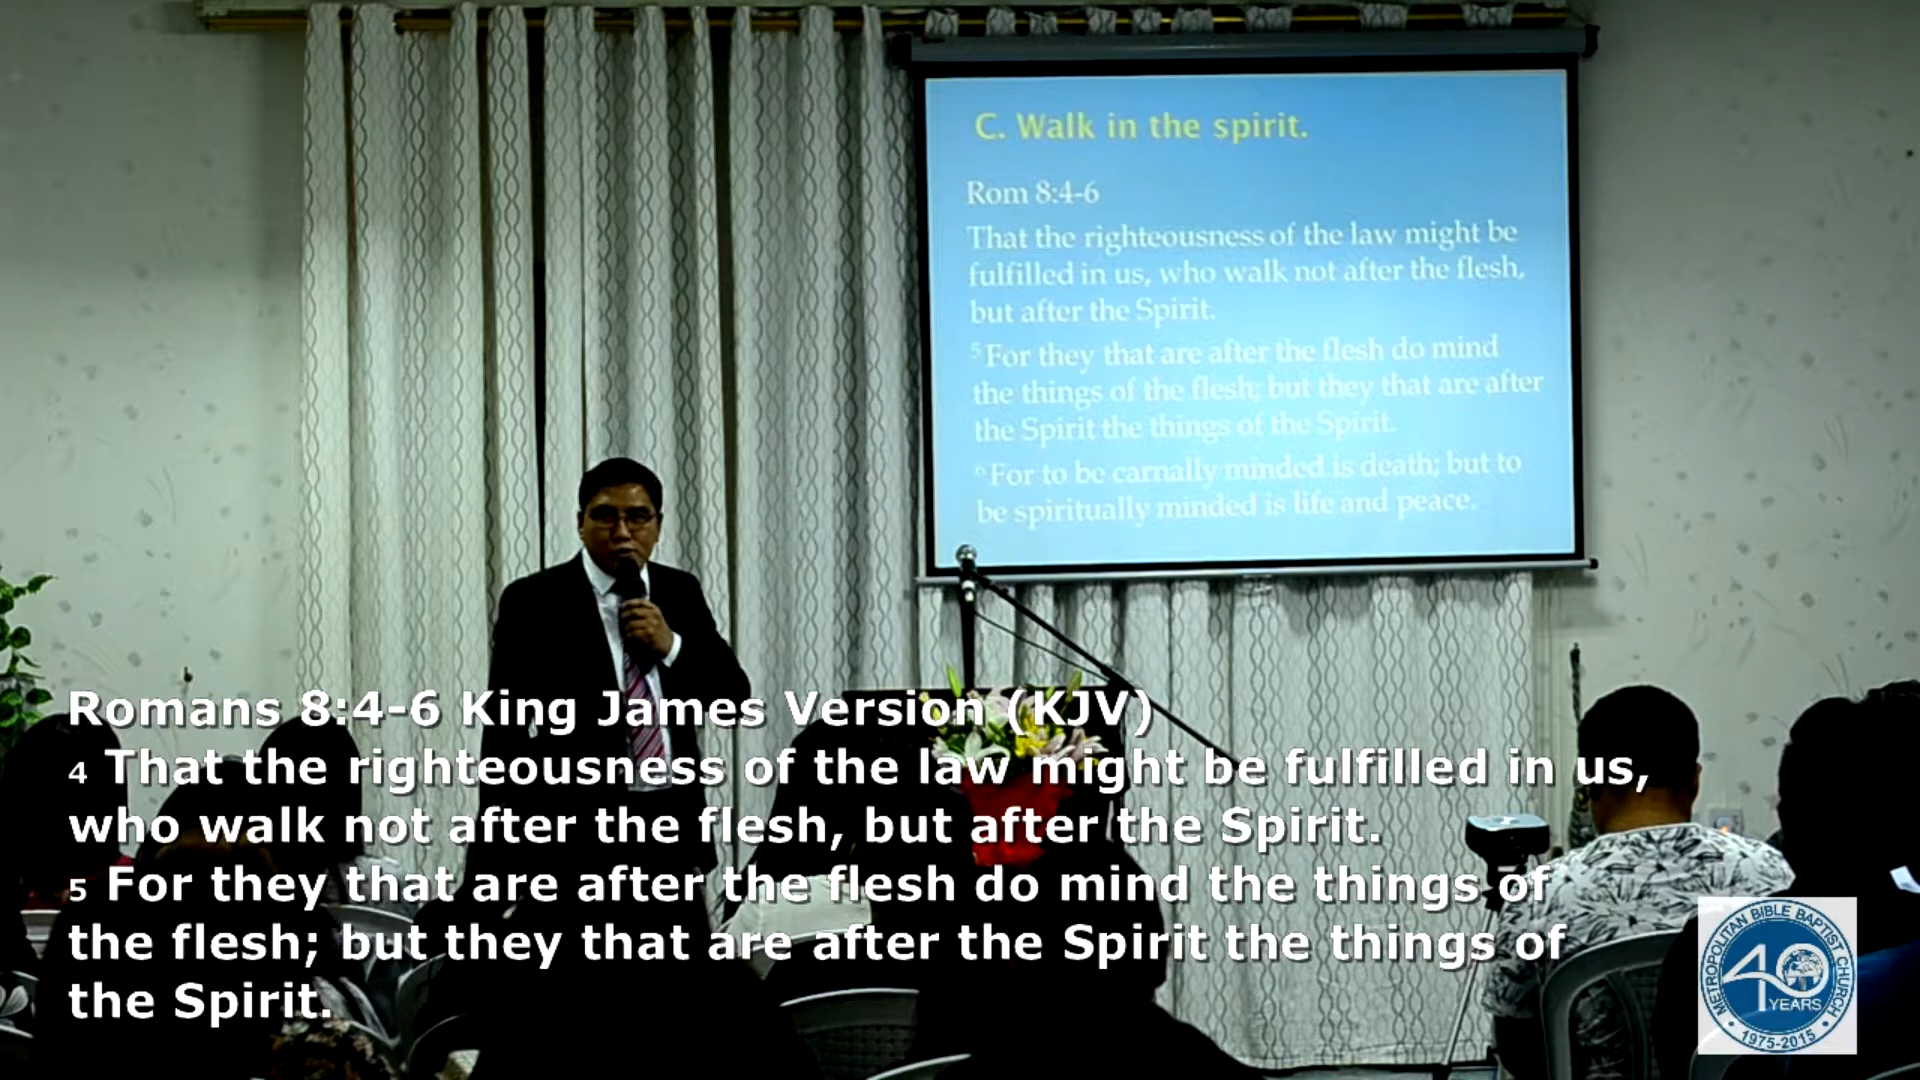 C. Walk in the spirit.
Rom 8:4-6
That the righteousness of the law might be
fulfilled in us, who walk not after the flesh,
but after the Spirit.
5 For they that are after the flesh do mind
the things of the flesh; but they that are after
the Spirit the things of the Spirit.
6 For to be carnally minded is death; but to
be spiritually minded is life and peace.
Romans 8:4-6 King James Version (KJV)
4 That the righteousness of the law might be fulfilled in us,
who walk not after the flesh, but after the Spirit.
5 For they that are after the flesh do mind the things of
the flesh; but they that are after the Spirit the things of
the Spirit.
METROPOLITAN BIBLE BAPTIST CHURCH
40
YEARS
• 1975-2015 •